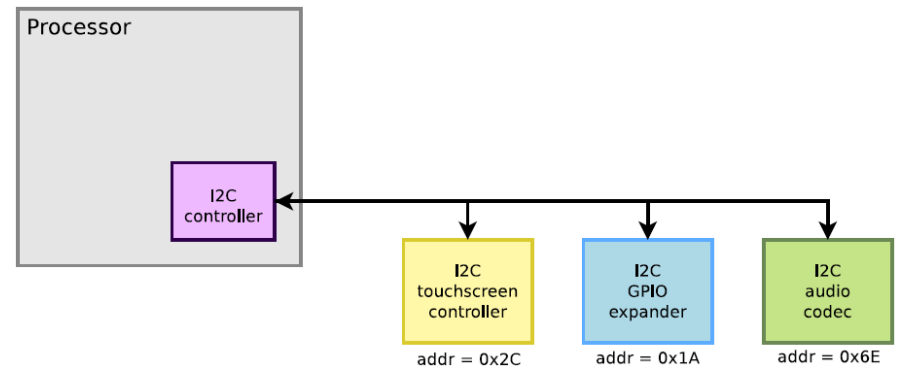 Processor
I2C
controller
I2C
touchscreen
controller
addr = 0x2C
I2C
GPIO
expander
addr = 0x1A
I2C
audio
codec
addr = 0x6E